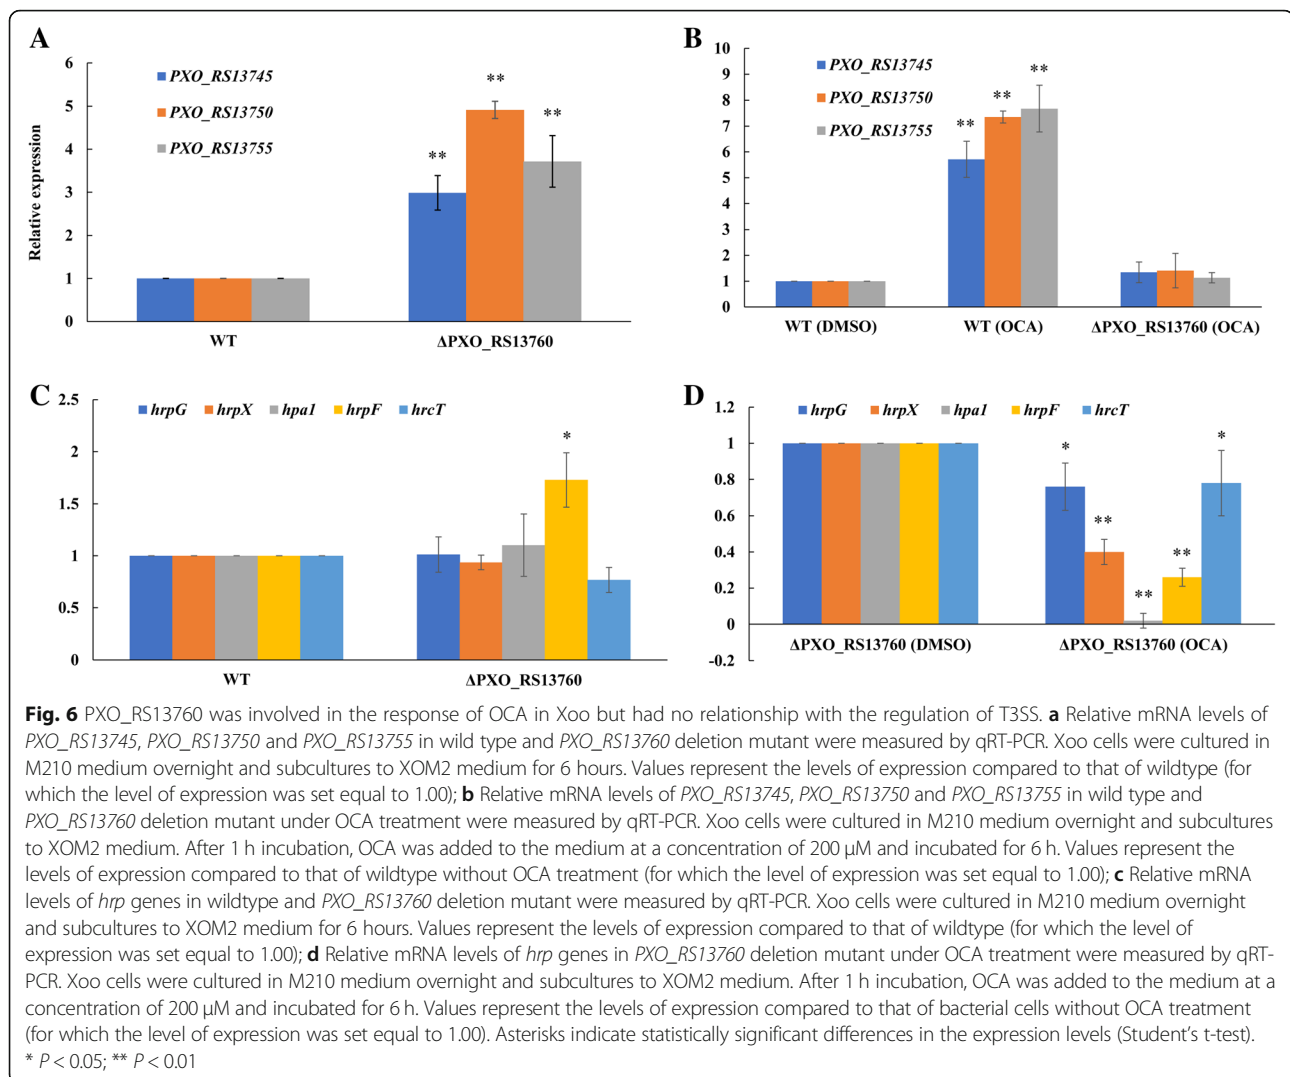 A
Relative expression
6
5
4
3
2
1
0
PXO_RS13745
PXO_RS13750
PXO_RS13755
**
**
**
WT
ΔPXO_RS13760
B
10
9
8
7
6
5
4
3
2
1
0
PXO_RS13745
PXO_RS13750
PXO_RS13755
**
**
**
WT (DMSO)
WT (OCA)
ΔPXO_RS13760 (OCA)
C
2.5
2
1.5
1
0.5
0
hrpG
hrpX
hpa1
hrpF
hrcT
*
WT
ΔPXO_RS13760
D
1.2
1
0.8
0.6
0.4
0.2
0
-0.2
hrpG
hrpX
hpa1
hrpF
hrcT
*
**
**
**
*
ΔPXO_RS13760 (DMSO)
ΔPXO_RS13760 (OCA)
Fig. 6 PXO_RS13760 was involved in the response of OCA in Xoo but had no relationship with the regulation of T3SS. a Relative mRNA levels of
PXO_RS13745, PXO_RS13750 and PXO_RS13755 in wild type and PXO_RS13760 deletion mutant were measured by qRT-PCR. Xoo cells were cultured in
M210 medium overnight and subcultures to XOM2 medium for 6 hours. Values represent the levels of expression compared to that of wildtype (for
which the level of expression was set equal to 1.00); b Relative mRNA levels of PXO_RS13745, PXO_RS13750 and PXO_RS13755 in wild type and
PXO_RS13760 deletion mutant under OCA treatment were measured by qRT-PCR. Xoo cells were cultured in M210 medium overnight and subcultures
to XOM2 medium. After 1 h incubation, OCA was added to the medium at a concentration of 200 μM and incubated for 6 h. Values represent the
levels of expression compared to that of wildtype without OCA treatment (for which the level of expression was set equal to 1.00); c Relative mRNA
levels of hrp genes in wildtype and PXO_RS13760 deletion mutant were measured by qRT-PCR. Xoo cells were cultured in M210 medium overnight
and subcultures to XOM2 medium for 6 hours. Values represent the levels of expression compared to that of wildtype (for which the level of
expression was set equal to 1.00); d Relative mRNA levels of hrp genes in PXO_RS13760 deletion mutant under OCA treatment were measured by qRT-
PCR. Xoo cells were cultured in M210 medium overnight and subcultures to XOM2 medium. After 1 h incubation, OCA was added to the medium at a
concentration of 200 μM and incubated for 6 h. Values represent the levels of expression compared to that of bacterial cells without OCA treatment
(for which the level of expression was set equal to 1.00). Asterisks indicate statistically significant differences in the expression levels (Student's t-test).
* P < 0.05; ** P < 0.01